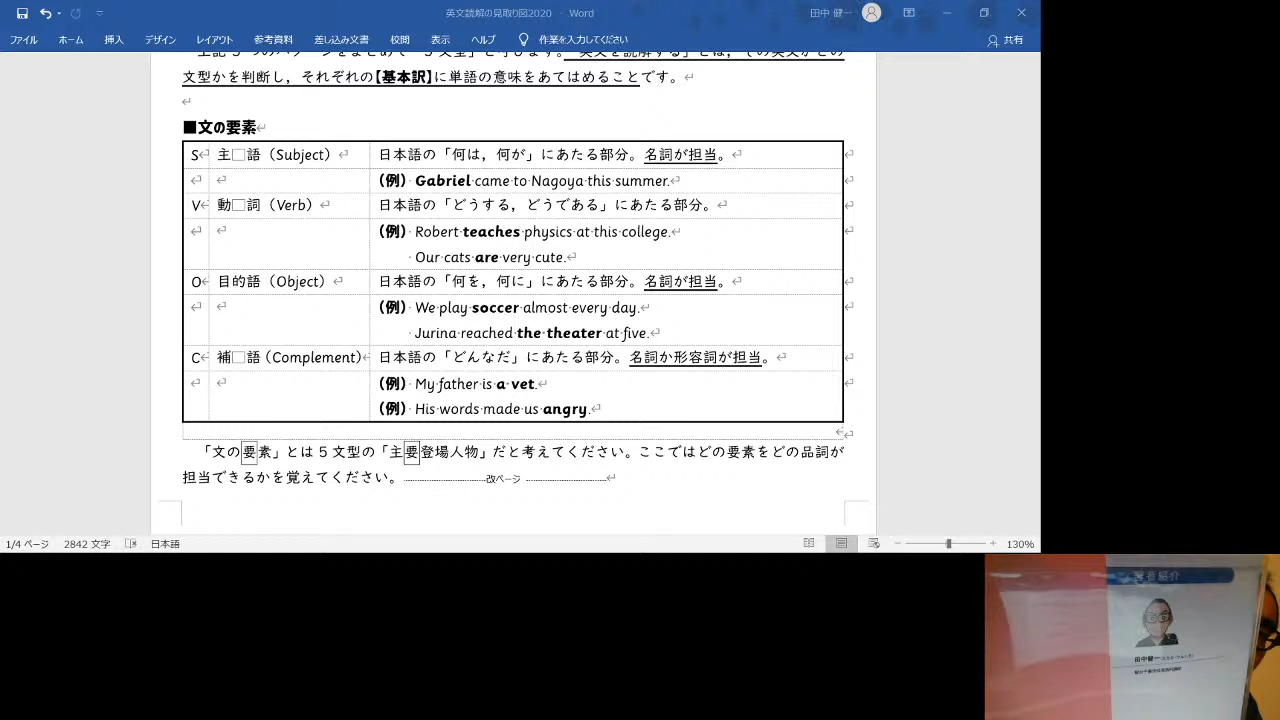 英文読解の見取り図2020 - Word
田中 健一
ファイル ホーム 挿入 デザイン レイアウト 参考資料 差し込み文書 校閲 表示 ヘルプ 作業を入力してください 共有
文型かを判断し，それぞれの【基本訳】に単語の意味をあてはめることです。
■文の要素
S 主□語（Subject） 日本語の「何は，何が」にあたる部分。名詞が担当。
（例） Gabriel came to Nagoya this summer.
V 動□詞（Verb） 日本語の「どうする，どうである」にあたる部分。
（例） Robert teaches physics at this college.
Our cats are very cute.
O 目的語（Object） 日本語の「何を，何に」にあたる部分。名詞が担当。
（例） We play soccer almost every day.
Jurina reached the theater at five.
C 補□語（Complement） 日本語の「どんなだ」にあたる部分。名詞か形容詞が担当。
（例） My father is a vet.
（例） His words made us angry.
「文の要素」とは 5 文型の「主要登場人物」だと考えてください。ここではどの要素をどの品詞が
担当できるかを覚えてください。 改ページ
1/4 ページ 2842 文字 日本語 130%
著者紹介
田中健一